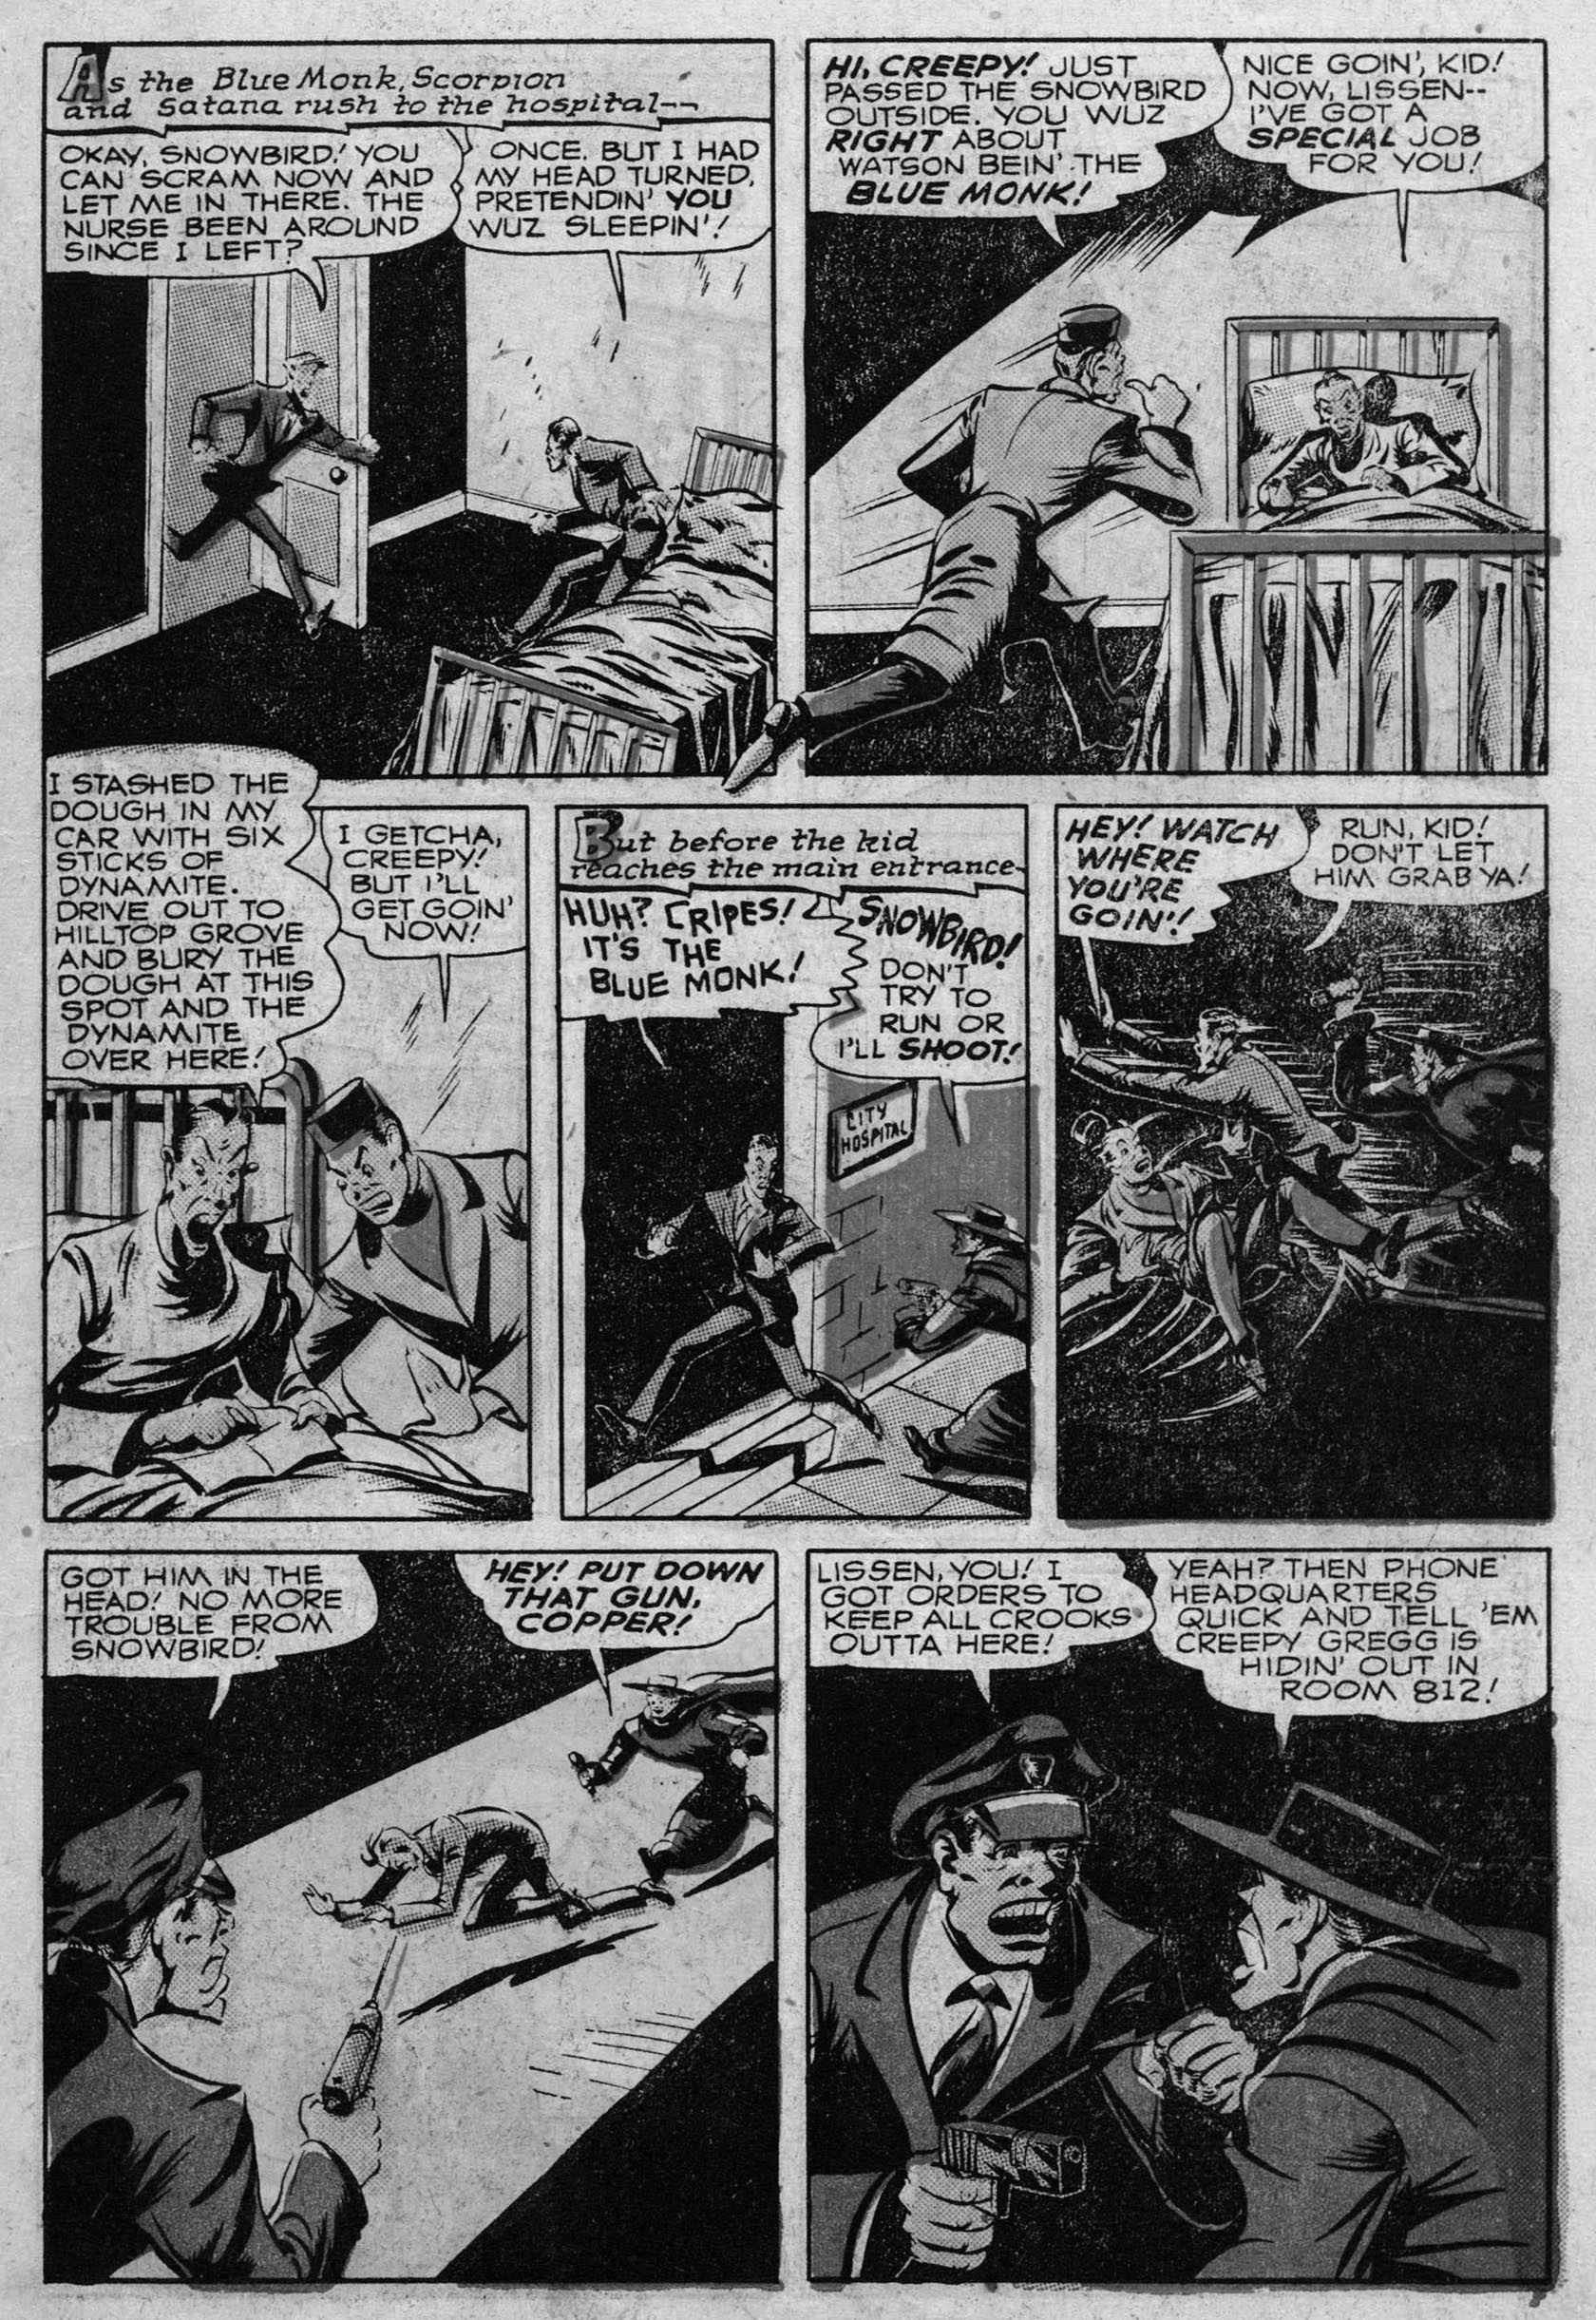 As the Blue Monk, Scorpion
and Satana rush to the hospital--
OKAY, SNOWBIRD! YOU
CAN SCRAM NOW AND
LET ME IN THERE. THE
NURSE BEEN AROUND
SINCE I LEFT?
ONCE. BUT I HAD
MY HEAD TURNED,
PRETENDIN' YOU
WUZ SLEEPIN'!
HI, CREEPY! JUST
PASSED THE SNOWBIRD
OUTSIDE. YOU WUZ
RIGHT ABOUT
WATSON BEIN' THE
BLUE MONK!
NICE GOIN', KID!
NOW, LISSEN--
I'VE GOT A
SPECIAL JOB
FOR YOU!
I STASHED THE
DOUGH IN MY
CAR WITH SIX
STICKS OF
DYNAMITE.
DRIVE OUT TO
HILLTOP GROVE
AND BURY THE
DOUGH AT THIS
SPOT AND THE
DYNAMITE
OVER HERE!
I GETCHA,
CREEPY!
BUT I'LL
GET GOIN'
NOW!
But before the kid
reaches the main entrance-
HUH? CRIPES!
IT'S THE
BLUE MONK!
SNOWBIRD!
DON'T
TRY TO
RUN OR
I'LL SHOOT!
CITY
HOSPITAL
HEY! WATCH
WHERE
YOU'RE
GOIN'!
RUN, KID!
DON'T LET
HIM GRAB YA!
GOT HIM IN THE
HEAD! NO MORE
TROUBLE FROM
SNOWBIRD!
HEY! PUT DOWN
THAT GUN,
COPPER!
LISSEN, YOU! I
GOT ORDERS TO
KEEP ALL CROOKS
OUTTA HERE!
YEAH? THEN PHONE
HEADQUARTERS
QUICK AND TELL 'EM
CREEPY GREGG IS
HIDIN' OUT IN
ROOM 812!